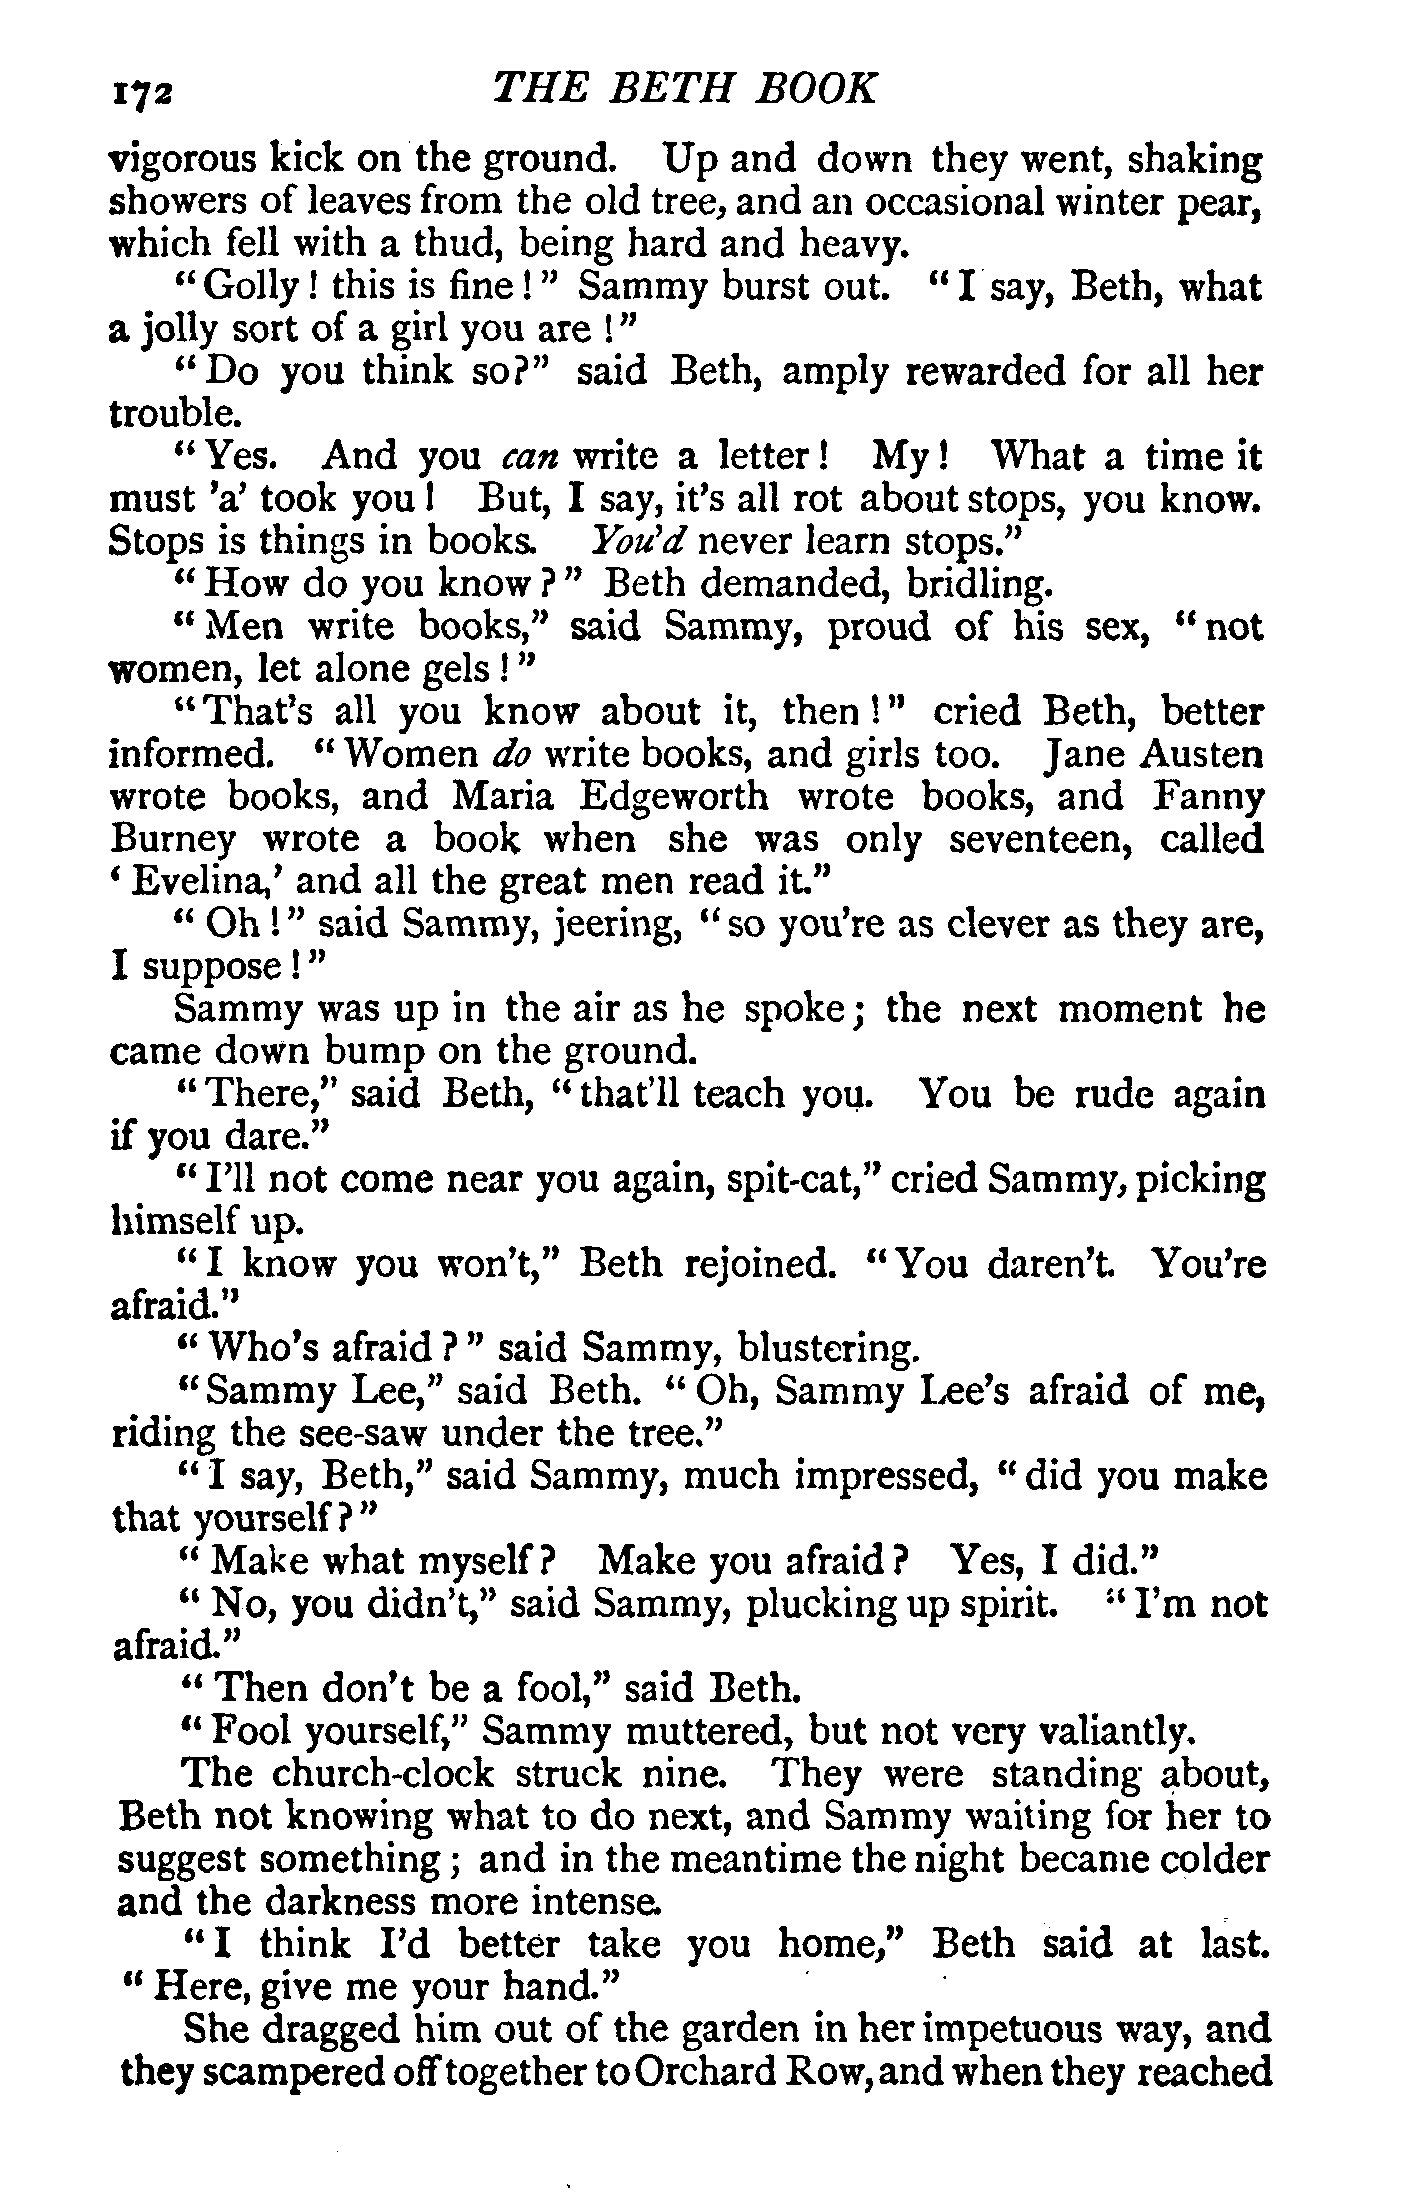 172 THE BETH BOOK
vigorous kick on the ground. Up and down they went, shaking
showers of leaves from the old tree, and an occasional winter pear,
which fell with a thud, being hard and heavy.
“Golly! this is fine!” Sammy burst out. “I say, Beth, what
a jolly sort of a girl you are!”
“Do you think so?” said Beth, amply rewarded for all her
trouble.
“Yes. And you can write a letter! My! What a time it
must ’a’ took you! But, I say, it’s all rot about stops, you know.
Stops is things in books. You’d never learn stops.”
“How do you know?” Beth demanded, bridling.
“Men write books,” said Sammy, proud of his sex, “not
women, let alone gels!”
“That’s all you know about it, then!” cried Beth, better
informed. “Women do write books, and girls too. Jane Austen
wrote books, and Maria Edgeworth wrote books, and Fanny
Burney wrote a book when she was only seventeen, called
‘Evelina,’ and all the great men read it.”
“Oh!” said Sammy, jeering, “so you’re as clever as they are,
I suppose!”
Sammy was up in the air as he spoke; the next moment he
came down bump on the ground.
“There,” said Beth, “that’ll teach you. You be rude again
if you dare.”
“I’ll not come near you again, spit-cat,” cried Sammy, picking
himself up.
“I know you won’t,” Beth rejoined. “You daren’t. You’re
afraid.”
“Who’s afraid?” said Sammy, blustering.
“Sammy Lee,” said Beth. “Oh, Sammy Lee’s afraid of me,
riding the see-saw under the tree.”
“I say, Beth,” said Sammy, much impressed, “did you make
that yourself?”
“Make what myself? Make you afraid? Yes, I did.”
“No, you didn’t,” said Sammy, plucking up spirit. “I’m not
afraid.”
“Then don’t be a fool,” said Beth.
“Fool yourself,” Sammy muttered, but not very valiantly.
The church-clock struck nine. They were standing about,
Beth not knowing what to do next, and Sammy waiting for her to
suggest something; and in the meantime the night became colder
and the darkness more intense.
“I think I’d better take you home,” Beth said at last.
“Here, give me your hand.”
She dragged him out of the garden in her impetuous way, and
they scampered off together to Orchard Row, and when they reached